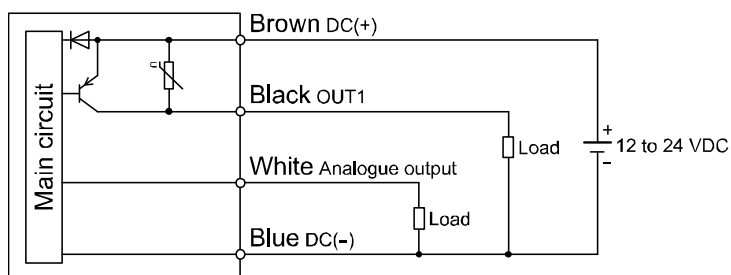 Main circuit
Brown DC(+)
Black OUT1
White Analogue output
Blue DC(−)
Load
Load
+
12 to 24 VDC
−
U